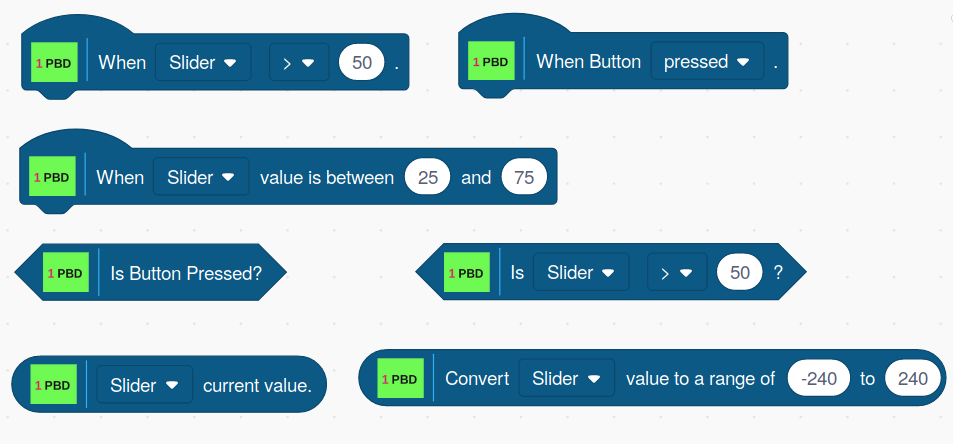 1 PBD When Slider > 50 .
1 PBD When Button pressed .
1 PBD When Slider value is between 25 and 75
1 PBD Is Button Pressed?
1 PBD Is Slider > 50 ?
1 PBD Slider current value.
1 PBD Convert Slider value to a range of -240 to 240